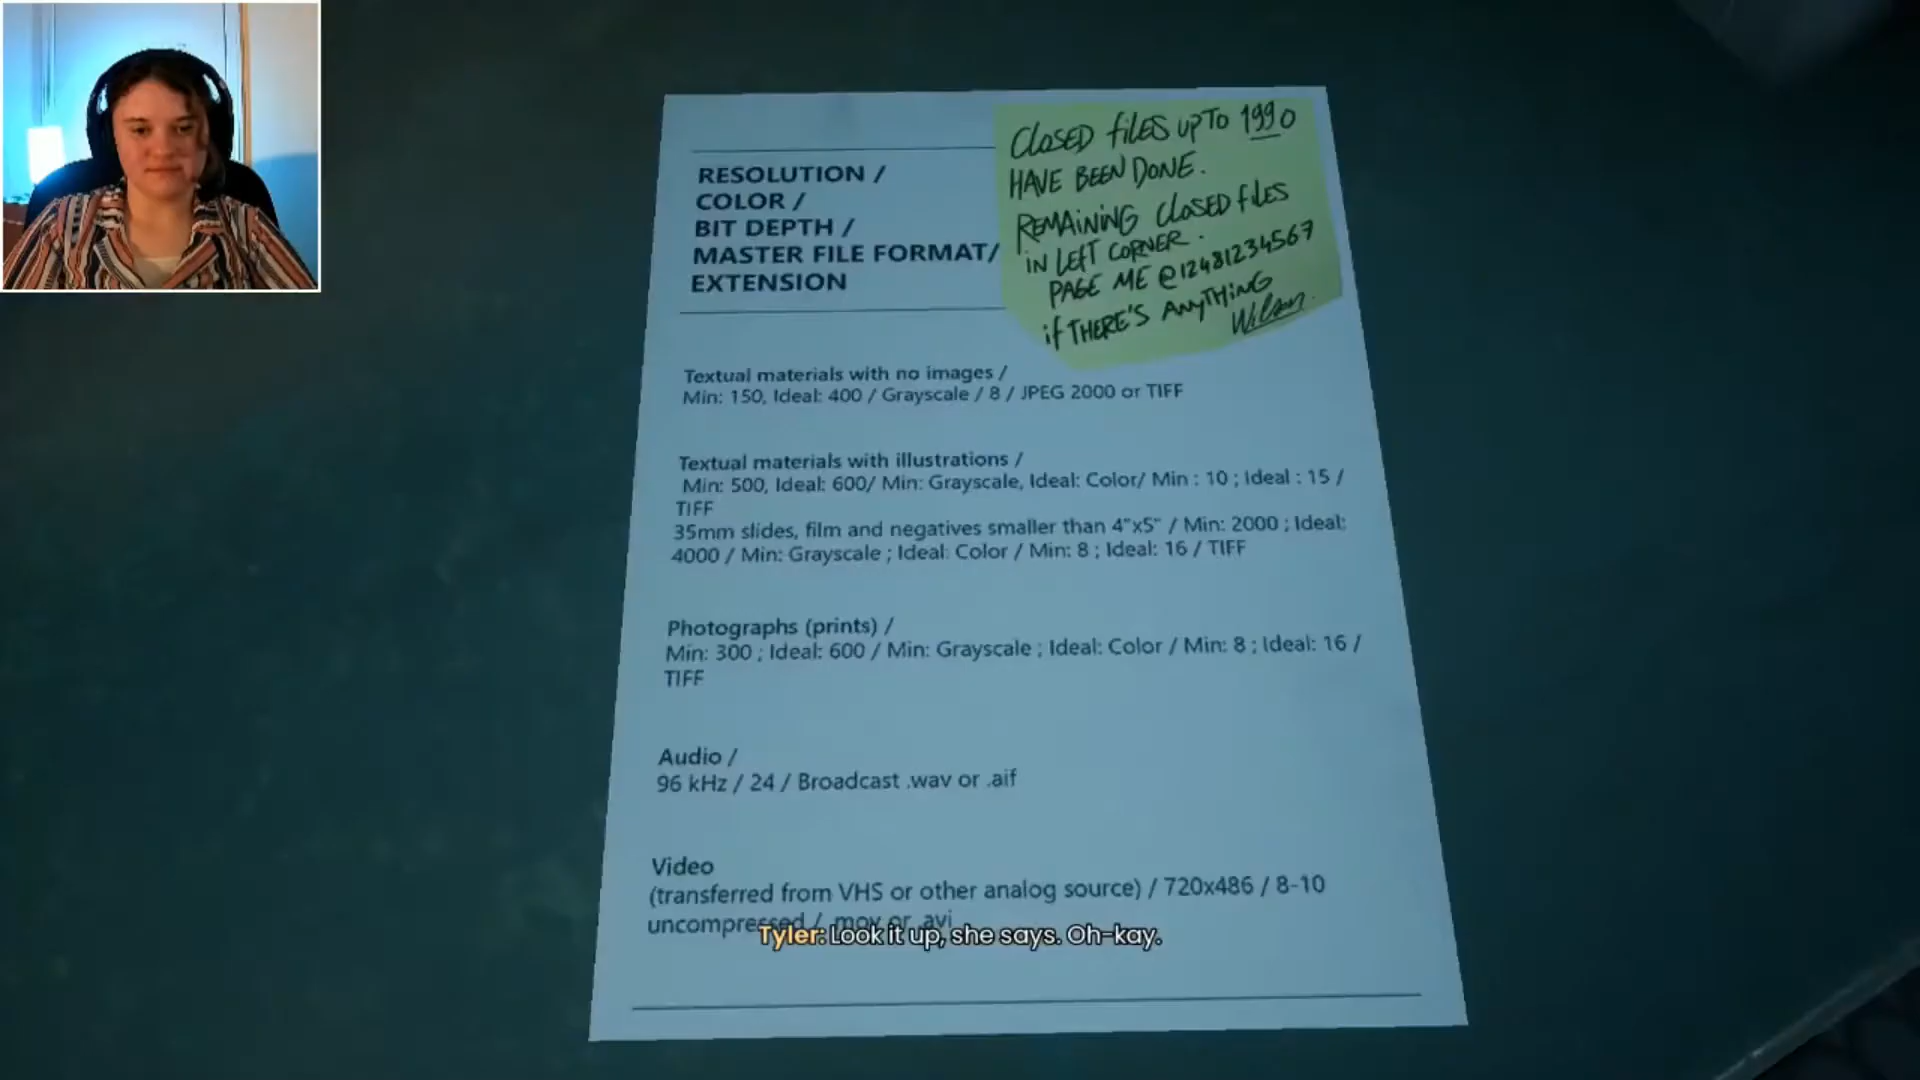 RESOLUTION /
COLOR /
BIT DEPTH /
MASTER FILE FORMAT/
EXTENSION
CLOSED FILES UP TO 1990
HAVE BEEN DONE.
REMAINING CLOSED FILES
IN LEFT CORNER.
PAGE ME @12481234567
if THERE'S ANYTHING
Wilson.
Textual materials with no images /
Min: 150, Ideal: 400 / Grayscale / 8 / JPEG 2000 or TIFF
Textual materials with illustrations /
Min: 500, Ideal: 600/ Min: Grayscale, Ideal: Color/ Min : 10 ; Ideal : 15 /
TIFF
35mm slides, film and negatives smaller than 4"x5" / Min: 2000 ; Ideal:
4000 / Min: Grayscale ; Ideal: Color / Min: 8 ; Ideal: 16 / TIFF
Photographs (prints) /
Min: 300 ; Ideal: 600 / Min: Grayscale ; Ideal: Color / Min: 8 ; Ideal: 16 /
TIFF
Audio /
96 kHz / 24 / Broadcast .wav or .aif
Video
(transferred from VHS or other analog source) / 720x486 / 8-10
uncompressed / .mov or .avi
Tyler: Look it up, she says. Oh-kay.